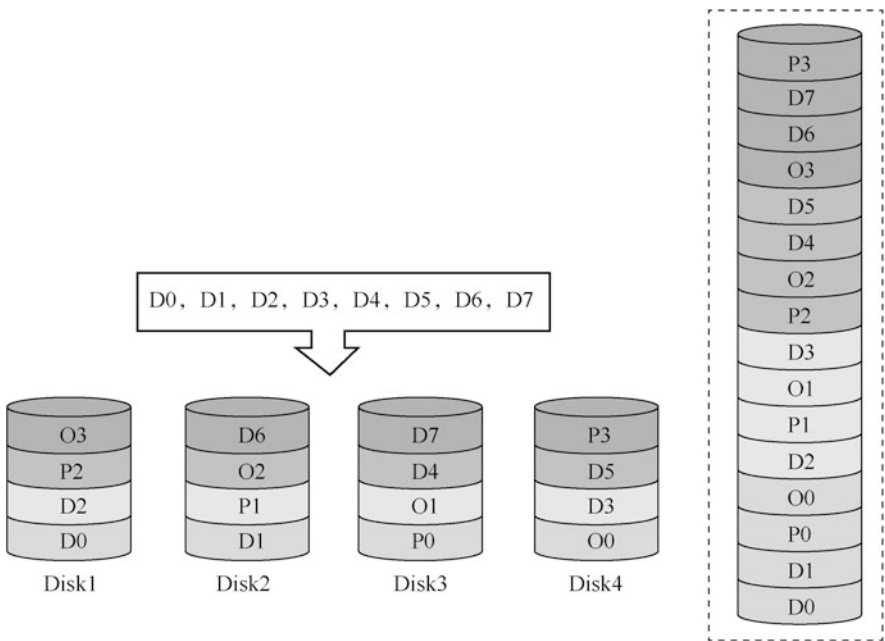 D0，D1，D2，D3，D4，D5，D6，D7
O3
P2
D2
D0
Disk1
D6
O2
P1
D1
Disk2
D7
D4
O1
P0
Disk3
P3
D5
D3
O0
Disk4
P3
D7
D6
O3
D5
D4
O2
P2
D3
O1
P1
D2
O0
P0
D1
D0